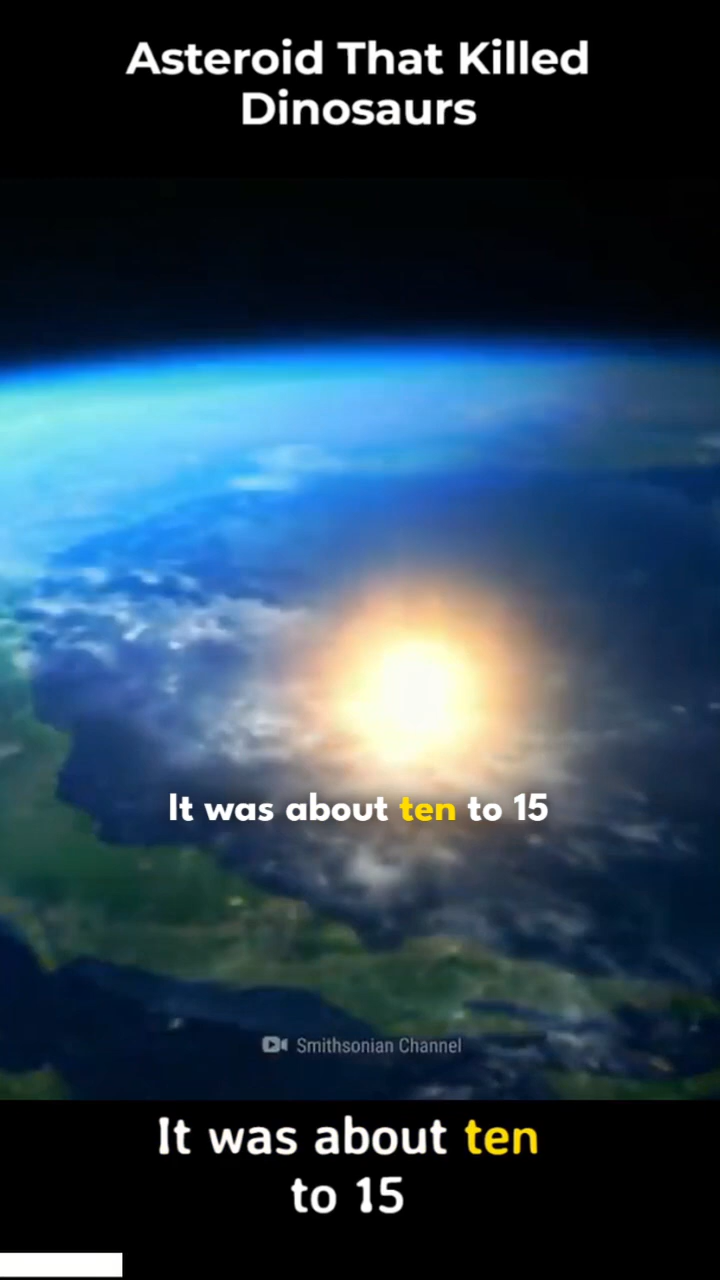 Asteroid That Killed
Dinosaurs
It was about ten to 15
Smithsonian Channel
It was about ten
to 15